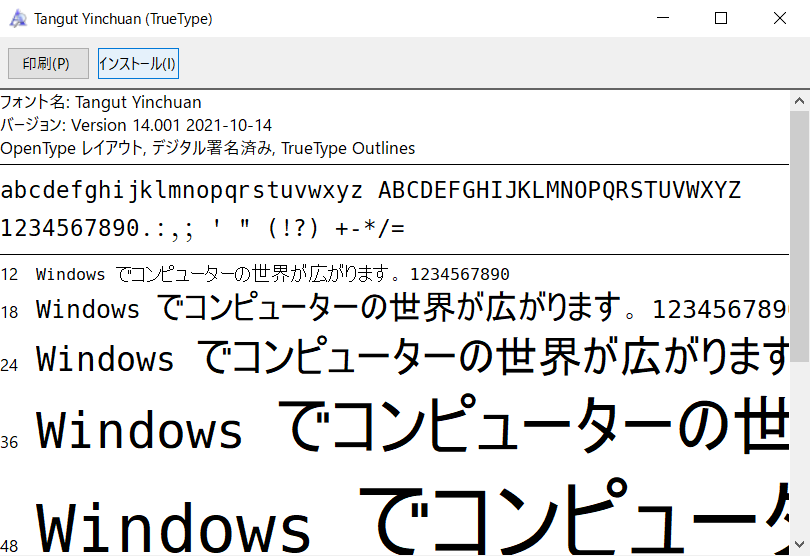 Tangut Yinchuan (TrueType)
印刷(P) インストール(I)
フォント名: Tangut Yinchuan
バージョン: Version 14.001 2021-10-14
OpenType レイアウト, デジタル署名済み, TrueType Outlines
abcdefghijklmnopqrstuvwxyz ABCDEFGHIJKLMNOPQRSTUVWXYZ
1234567890.:,; ' " (!?) +-*/=
12 Windows でコンピューターの世界が広がります。1234567890
18 Windows でコンピューターの世界が広がります。1234567890
24 Windows でコンピューターの世界が広がります
36 Windows でコンピューターの世
48 Windows でコンピュータ